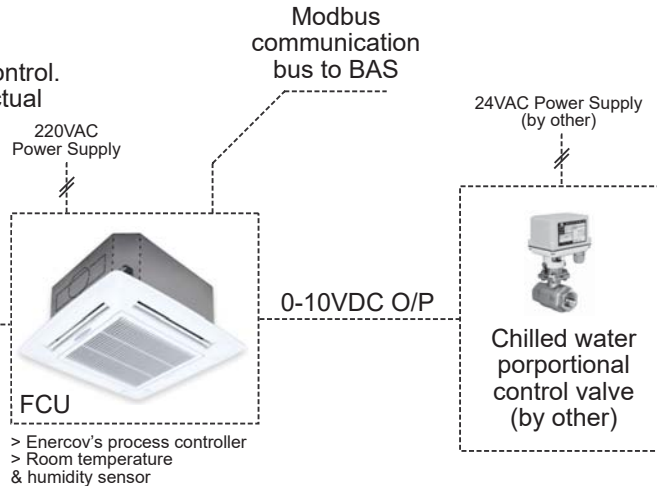 Modbus
communication
bus to BAS
ontrol.
ctual
220VAC
Power Supply
24VAC Power Supply
(by other)
0-10VDC O/P
FCU
Chilled water
porportional
control valve
(by other)
> Enercov's process controller
> Room temperature
& humidity sensor